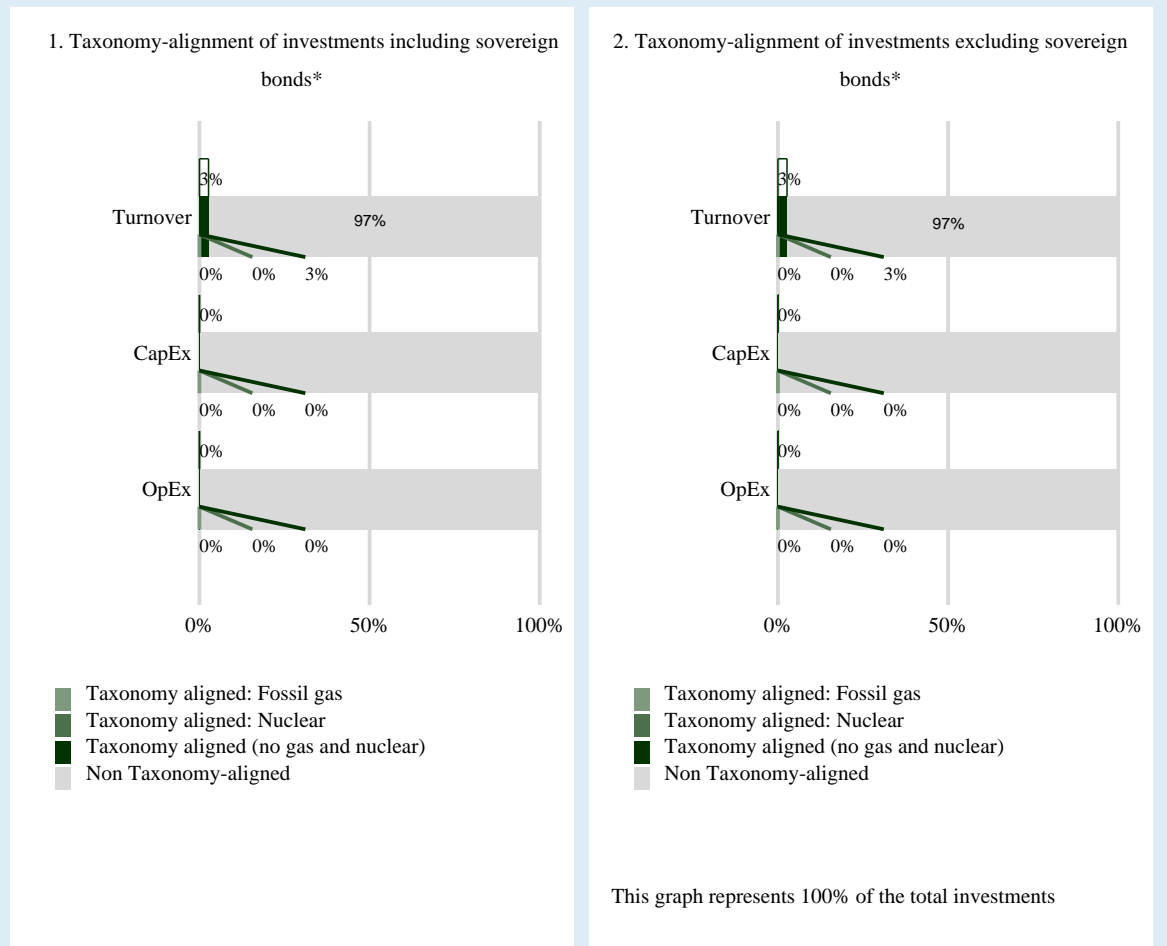 1. Taxonomy-alignment of investments including sovereign
bonds*
3%
Turnover
97%
0% 0% 3%
0%
CapEx
0% 0% 0%
0%
OpEx
0% 0% 0%
0% 50% 100%
Taxonomy aligned: Fossil gas
Taxonomy aligned: Nuclear
Taxonomy aligned (no gas and nuclear)
Non Taxonomy-aligned
2. Taxonomy-alignment of investments excluding sovereign
bonds*
3%
Turnover
97%
0% 0% 3%
0%
CapEx
0% 0% 0%
0%
OpEx
0% 0% 0%
0% 50% 100%
Taxonomy aligned: Fossil gas
Taxonomy aligned: Nuclear
Taxonomy aligned (no gas and nuclear)
Non Taxonomy-aligned
This graph represents 100% of the total investments